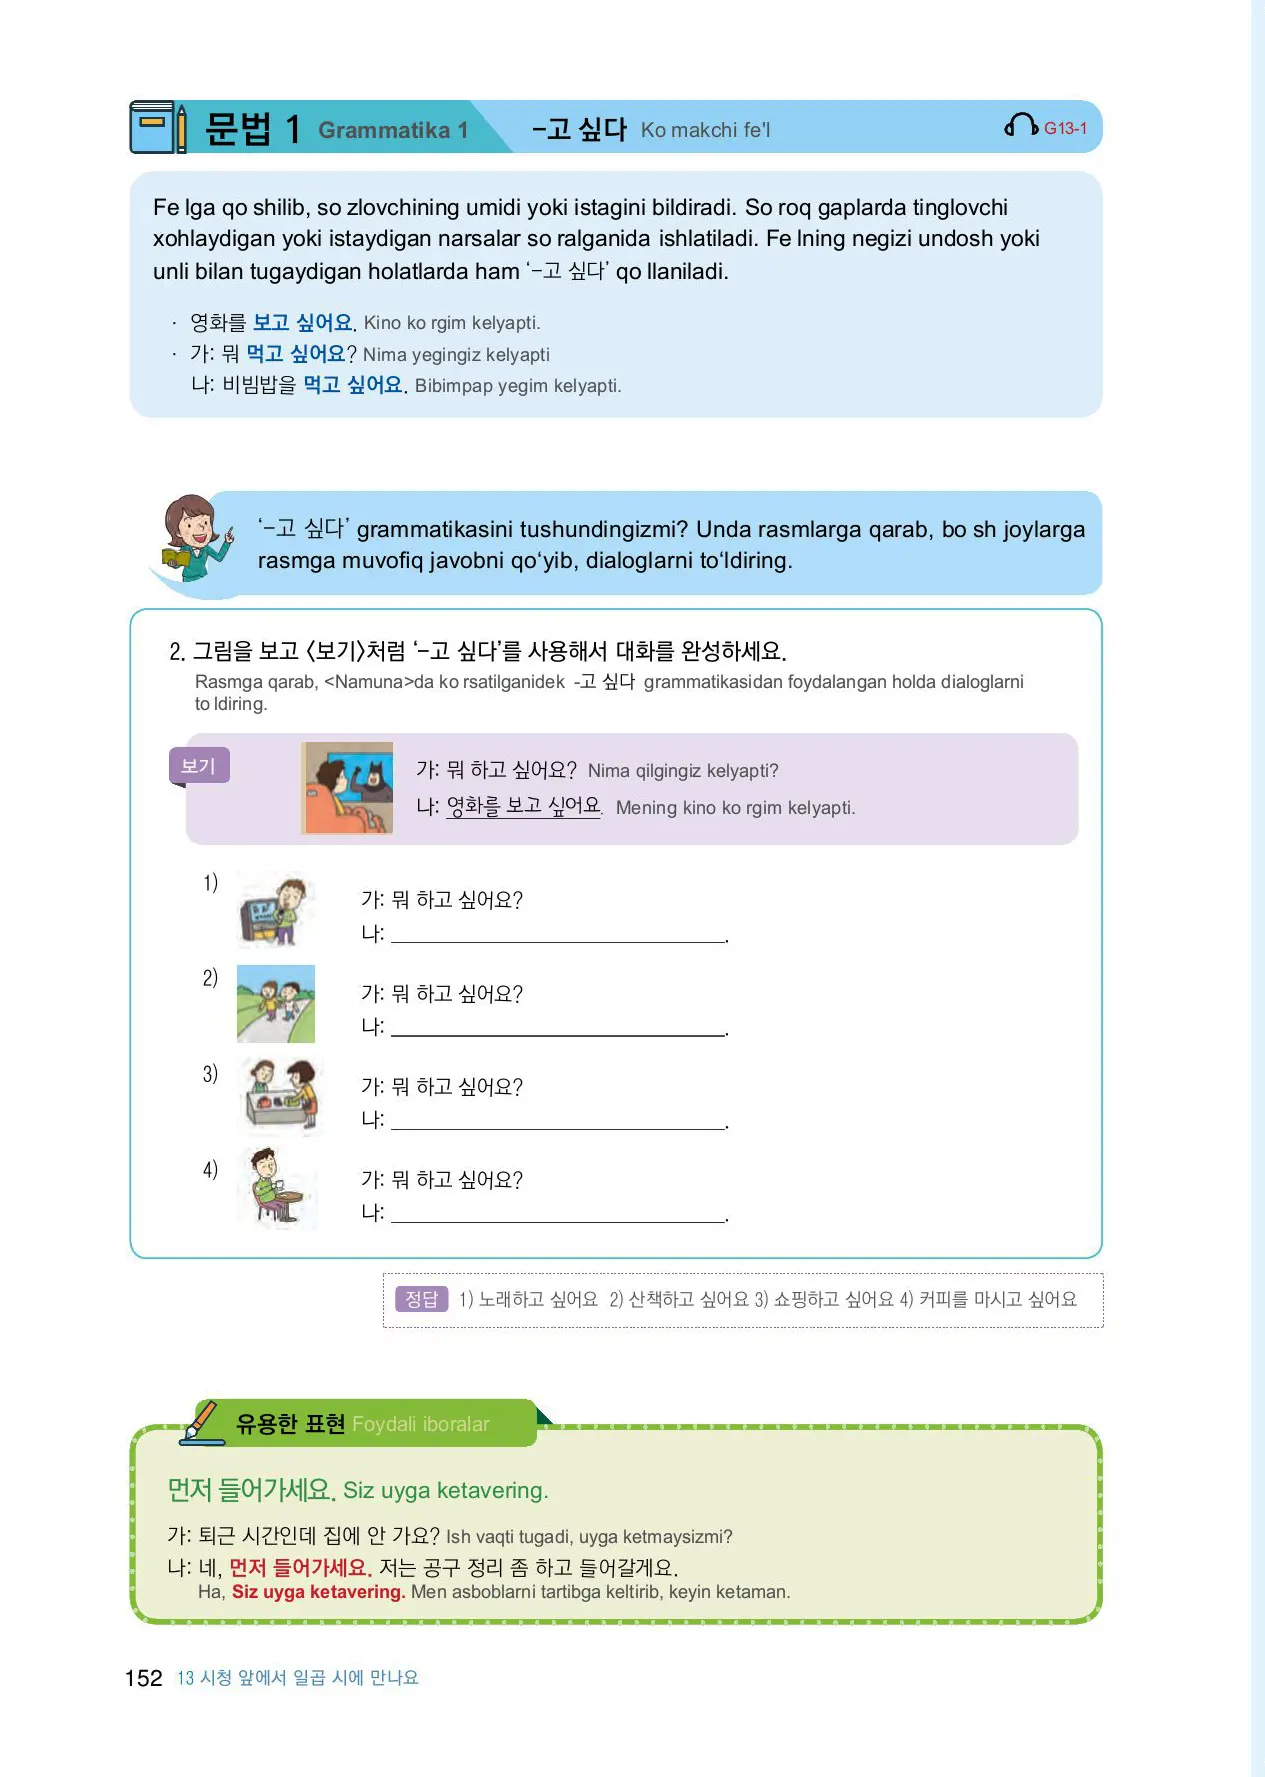 문법 1 Grammatika 1 -고 싶다 Ko makchi fe'l G13-1
Fe lga qo shilib, so zlovchining umidi yoki istagini bildiradi. So roq gaplarda tinglovchi
xohlaydigan yoki istaydigan narsalar so ralganida ishlatiladi. Fe lning negizi undosh yoki
unli bilan tugaydigan holatlarda ham ‘-고 싶다’ qo llaniladi.
· 영화를 보고 싶어요. Kino ko rgim kelyapti.
· 가: 뭐 먹고 싶어요? Nima yegingiz kelyapti
나: 비빔밥을 먹고 싶어요. Bibimpap yegim kelyapti.
‘-고 싶다’ grammatikasini tushundingizmi? Unda rasmlarga qarab, bo sh joylarga
rasmga muvofiq javobni qo‘yib, dialoglarni to‘ldiring.
2. 그림을 보고 〈보기〉처럼 ‘-고 싶다’를 사용해서 대화를 완성하세요.
Rasmga qarab, <Namuna>da ko rsatilganidek -고 싶다 grammatikasidan foydalangan holda dialoglarni
to ldiring.
보기
가: 뭐 하고 싶어요? Nima qilgingiz kelyapti?
나: 영화를 보고 싶어요. Mening kino ko rgim kelyapti.
1)
가: 뭐 하고 싶어요?
나: ______________________________.
2)
가: 뭐 하고 싶어요?
나: ______________________________.
3)
가: 뭐 하고 싶어요?
나: ______________________________.
4)
가: 뭐 하고 싶어요?
나: ______________________________.
정답 1) 노래하고 싶어요 2) 산책하고 싶어요 3) 쇼핑하고 싶어요 4) 커피를 마시고 싶어요
유용한 표현 Foydali iboralar
먼저 들어가세요. Siz uyga ketavering.
가: 퇴근 시간인데 집에 안 가요? Ish vaqti tugadi, uyga ketmaysizmi?
나: 네, 먼저 들어가세요. 저는 공구 정리 좀 하고 들어갈게요.
Ha, Siz uyga ketavering. Men asboblarni tartibga keltirib, keyin ketaman.
152 13 시청 앞에서 일곱 시에 만나요